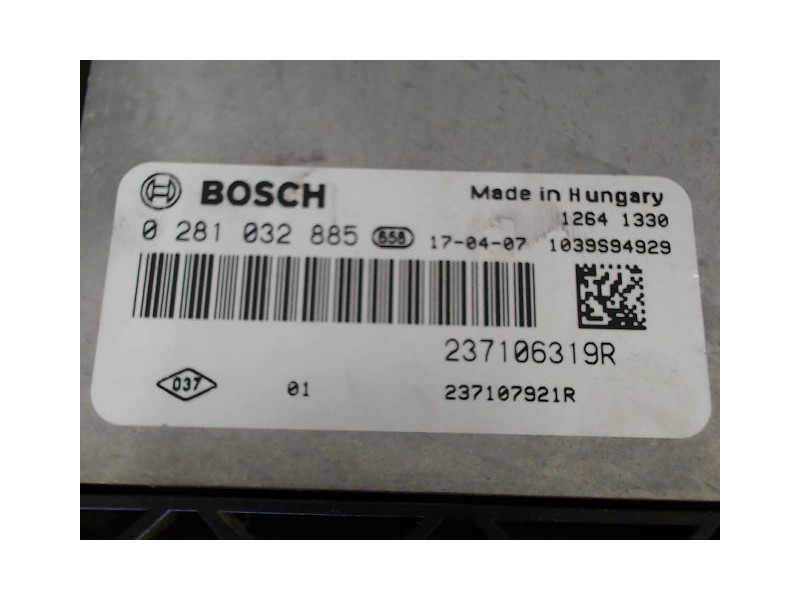 BOSCH Made in Hungary
1264 1330
0 281 032 885 658 17-04-07 1039S94929
237106319R
037 01 237107921R